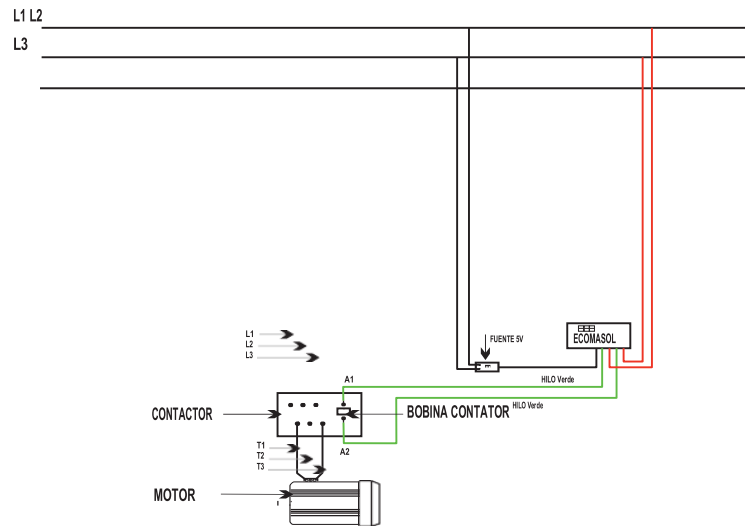 L1 L2
L3
FUENTE 5V
ECOMASOL
L1
L2
L3
A1
HILO Verde
CONTACTOR
BOBINA CONTATOR
HILO Verde
T1
A2
T2
T3
MOTOR